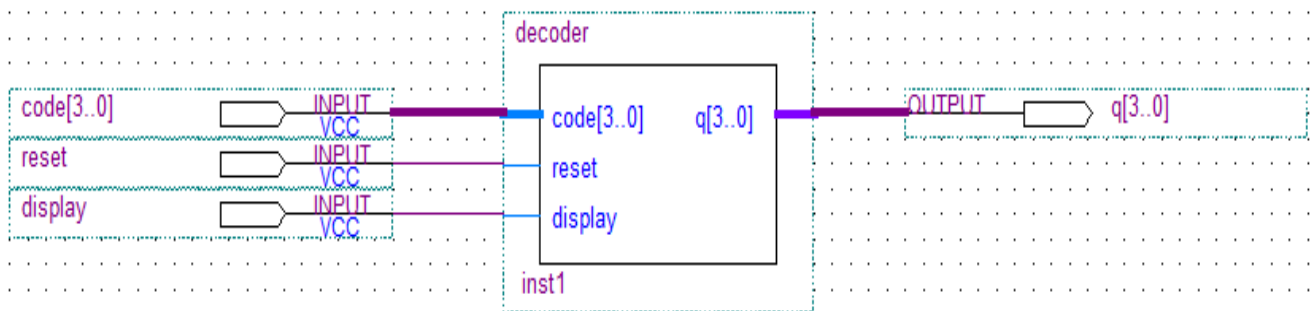 decoder
code[3..0] INPUT VCC
code[3..0] q[3..0]
OUTPUT q[3..0]
reset INPUT VCC
reset
display INPUT VCC
display
inst1